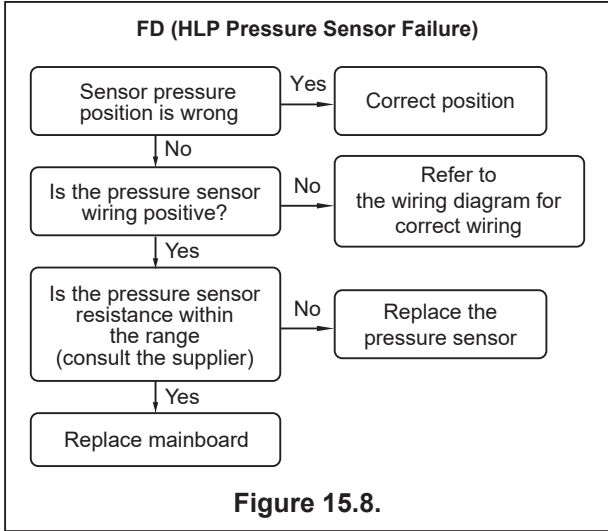 FD (HLP Pressure Sensor Failure)
Sensor pressure
position is wrong
Yes
Correct position
No
Is the pressure sensor
wiring positive?
No
Refer to
the wiring diagram for
correct wiring
Yes
Is the pressure sensor
resistance within
the range
(consult the supplier)
No
Replace the
pressure sensor
Yes
Replace mainboard
Figure 15.8.